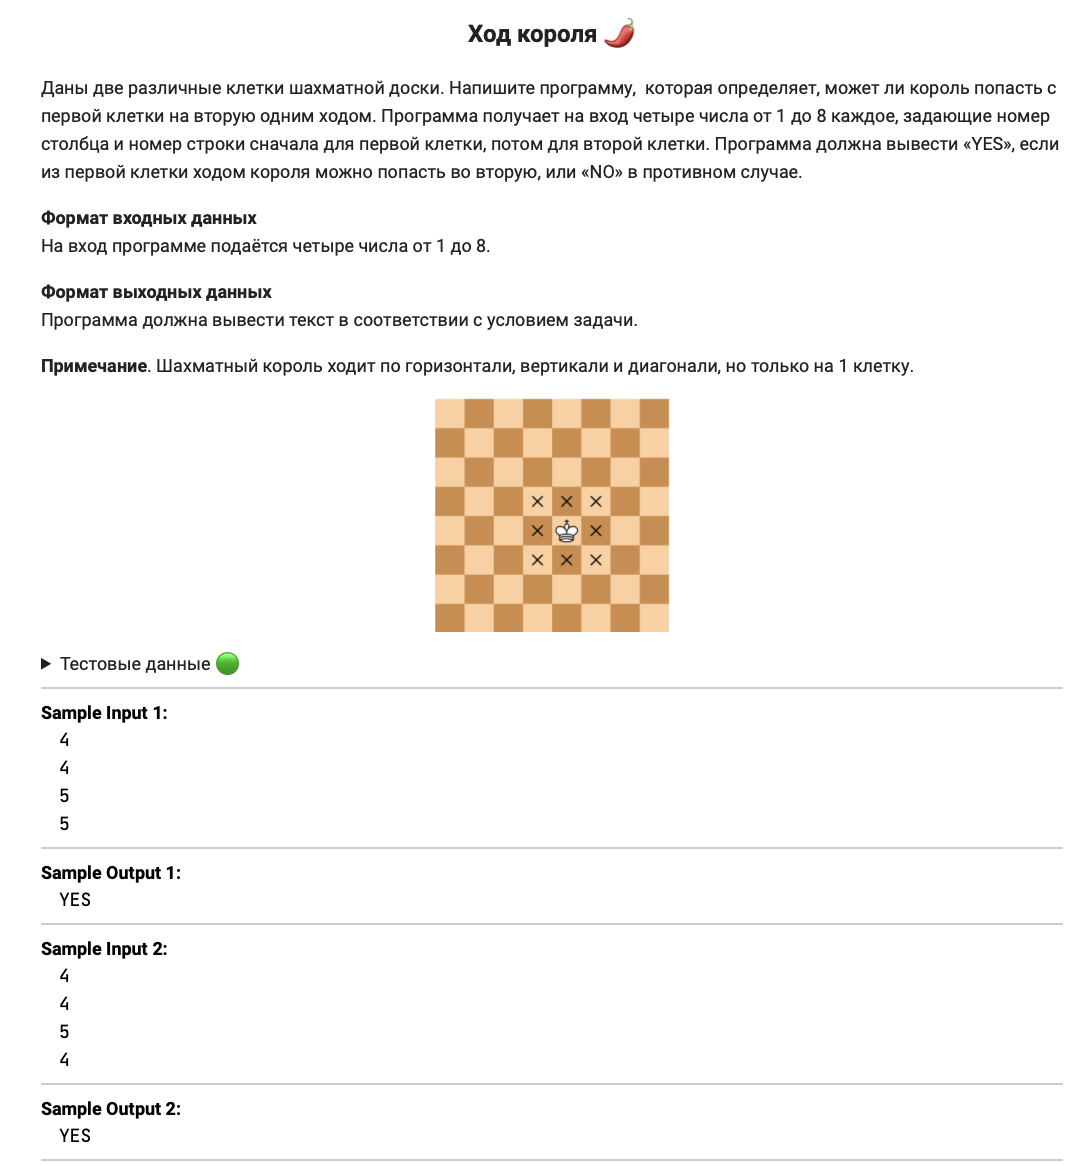 Ход короля
Даны две различные клетки шахматной доски. Напишите программу,  которая определяет, может ли король попасть с
первой клетки на вторую одним ходом. Программа получает на вход четыре числа от 1 до 8 каждое, задающие номер
столбца и номер строки сначала для первой клетки, потом для второй клетки. Программа должна вывести «YES», если
из первой клетки ходом короля можно попасть во вторую, или «NO» в противном случае.
Формат входных данных
На вход программе подаётся четыре числа от 1 до 8.
Формат выходных данных
Программа должна вывести текст в соответствии с условием задачи.
Примечание. Шахматный король ходит по горизонтали, вертикали и диагонали, но только на 1 клетку.
Тестовые данные
Sample Input 1:
4
4
5
5
Sample Output 1:
YES
Sample Input 2:
4
4
5
4
Sample Output 2:
YES